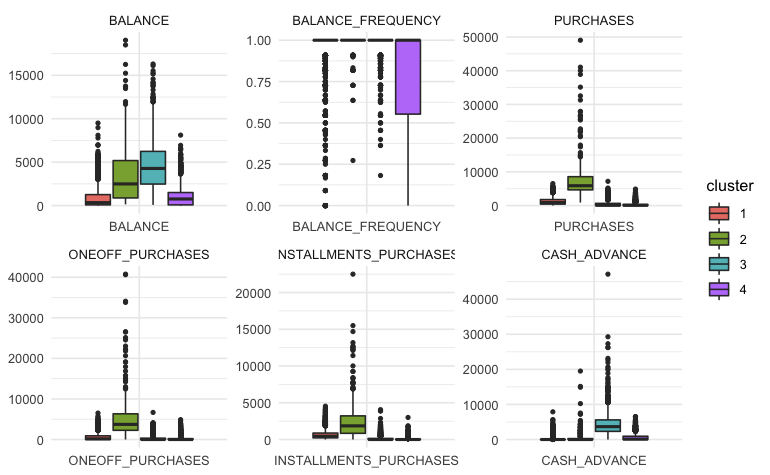 BALANCE
BALANCE_FREQUENCY
PURCHASES
15000
10000
5000
0
BALANCE
1.00
0.75
0.50
0.25
0.00
BALANCE_FREQUENCY
50000
40000
30000
20000
10000
0
PURCHASES
ONEOFF_PURCHASES
NSTALLMENTS_PURCHASES
CASH_ADVANCE
40000
30000
20000
10000
0
ONEOFF_PURCHASES
20000
15000
10000
5000
0
INSTALLMENTS_PURCHASES
40000
30000
20000
10000
0
CASH_ADVANCE
cluster
1
2
3
4